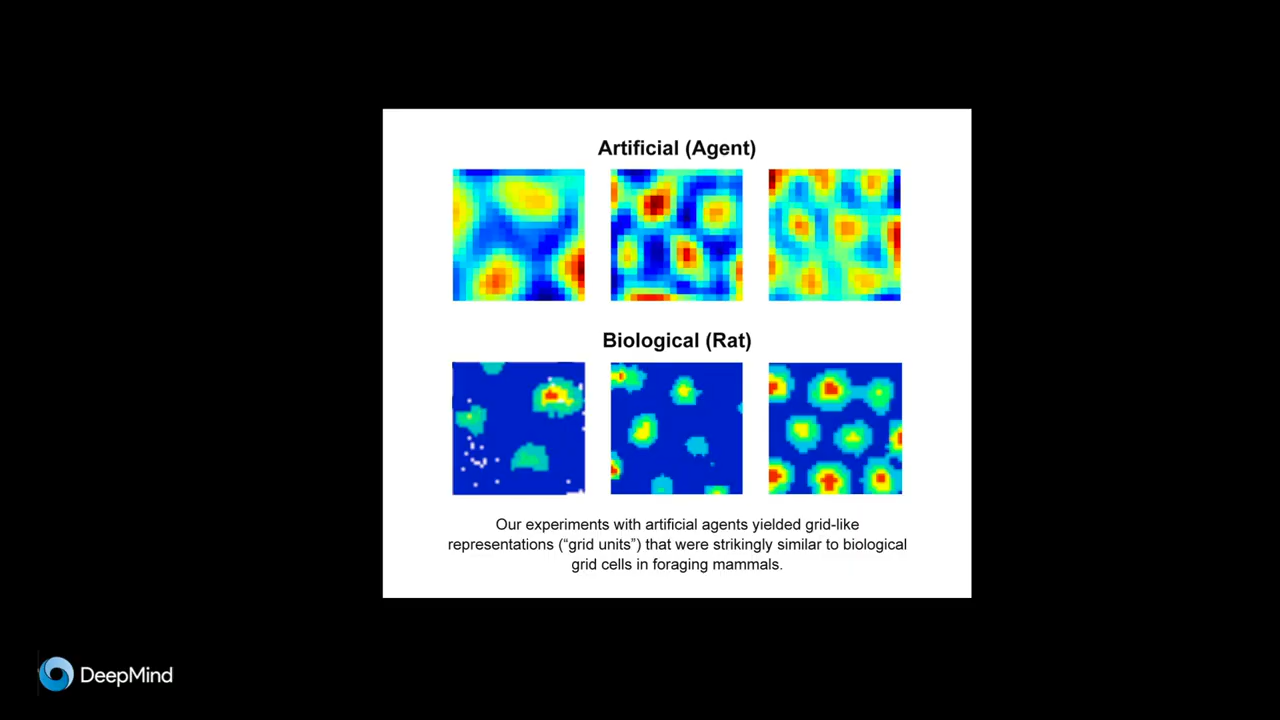 Artificial (Agent)
Biological (Rat)
Our experiments with artificial agents yielded grid-like
representations (“grid units”) that were strikingly similar to biological
grid cells in foraging mammals.
DeepMind